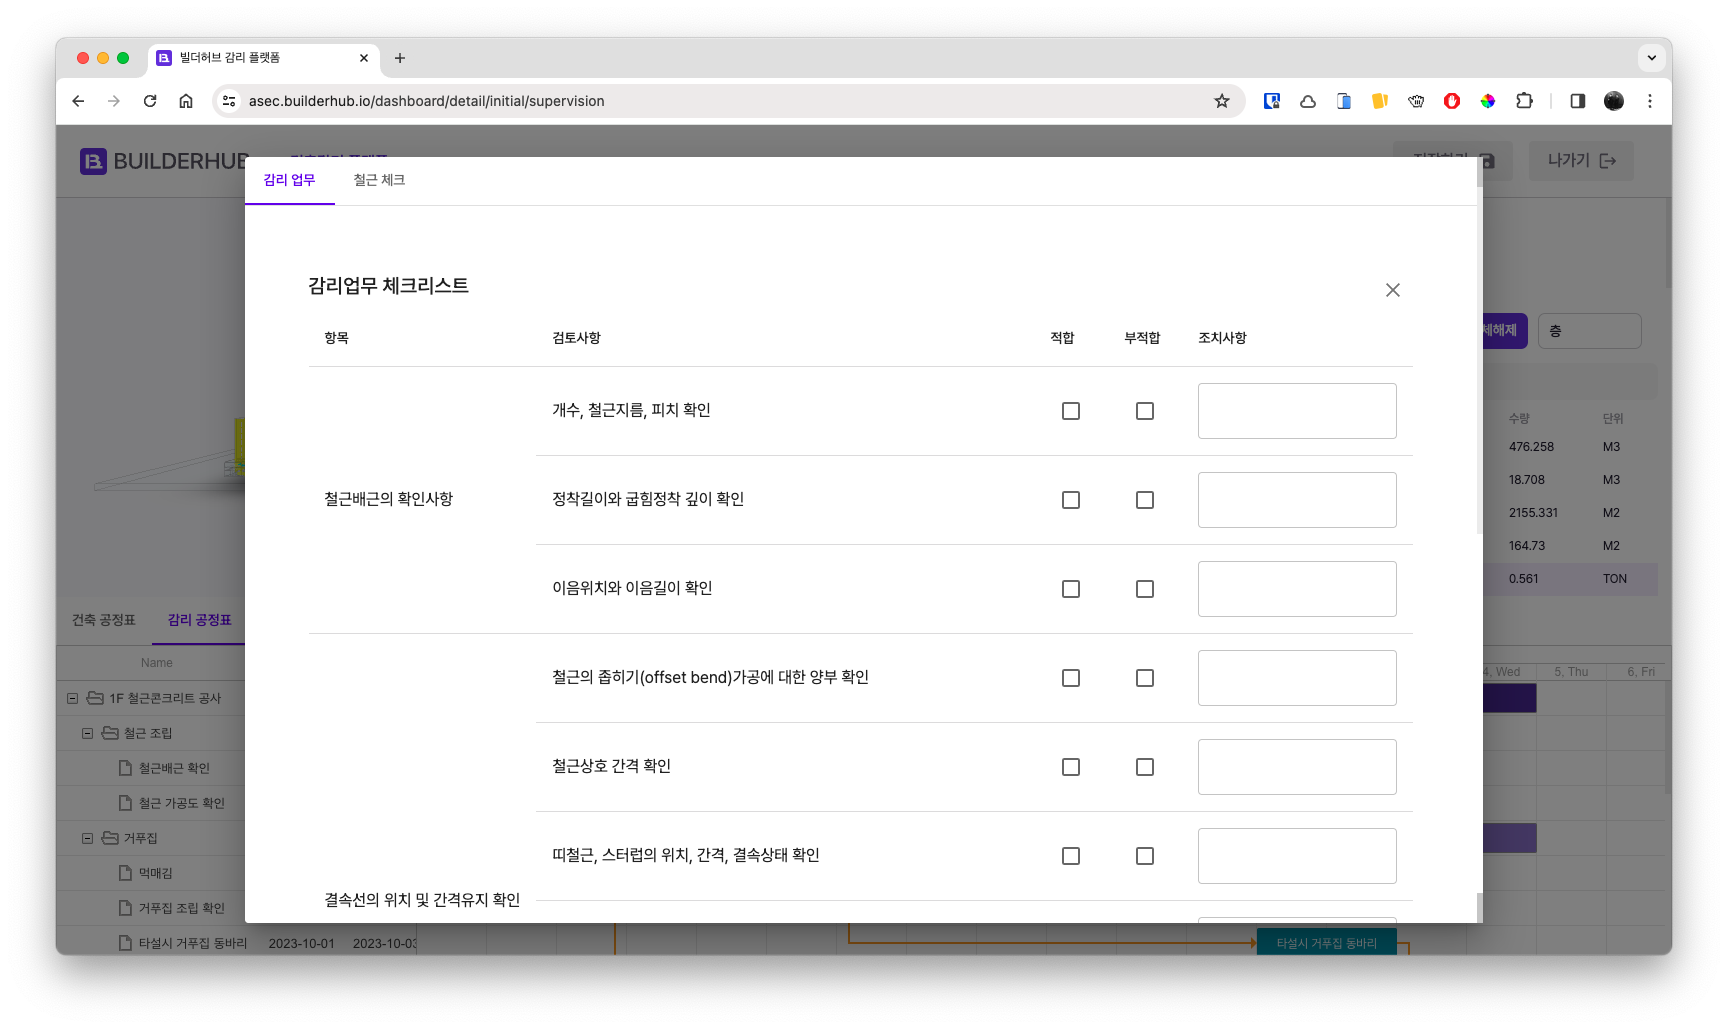 빌더허브 감리 플랫폼
asec.builderhub.io/dashboard/detail/initial/supervision
BUILDERHUB
나가기
감리 업무 철근 체크
감리업무 체크리스트
항목 검토사항 적합 부적합 조치사항
개수, 철근지름, 피치 확인
철근배근의 확인사항 정착길이와 굽힘정착 깊이 확인
이음위치와 이음길이 확인
철근의 좁히기(offset bend)가공에 대한 양부 확인
철근상호 간격 확인
띠철근, 스터럽의 위치, 간격, 결속상태 확인
결속선의 위치 및 간격유지 확인
체해제 층
수량 단위
476.258 M3
18.708 M3
2155.331 M2
164.73 M2
0.561 TON
건축 공정표 감리 공정표
Name
4, Wed 5, Thu 6, Fri
1F 철근콘크리트 공사
철근 조립
철근배근 확인
철근 가공도 확인
거푸집
먹매김
거푸집 조립 확인
타설시 거푸집 동바리 2023-10-01 2023-10-03
타설시 거푸집 동바리